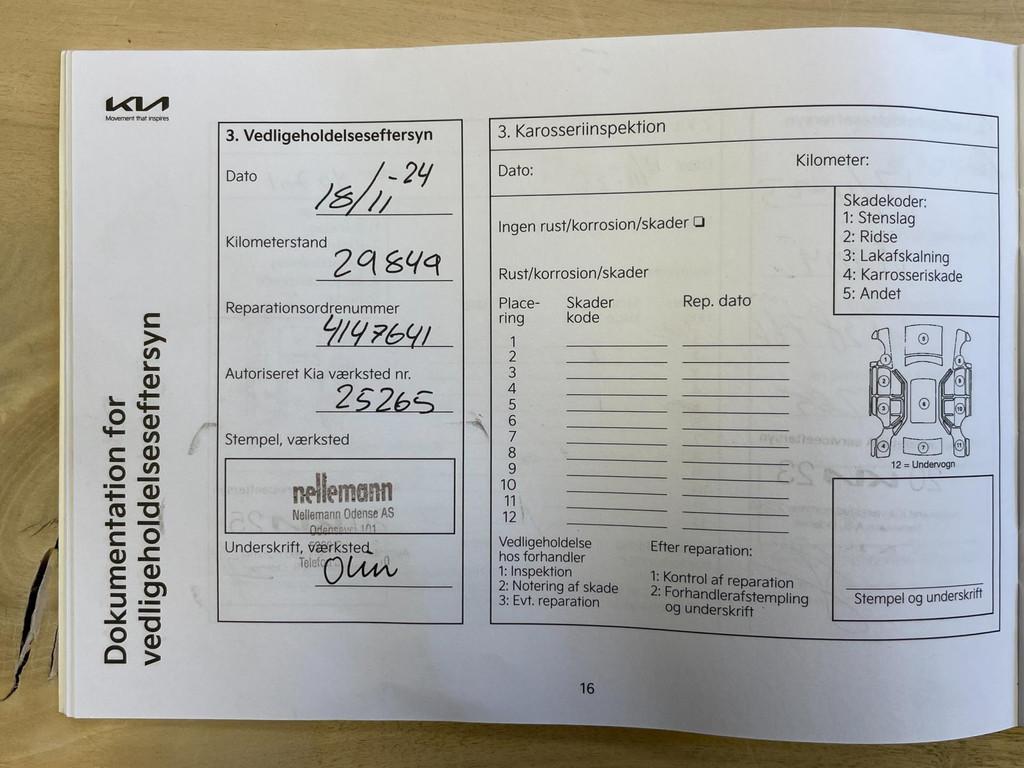 KIA
Movement that inspires
Dokumentation for
vedligeholdelseseftersyn
3. Vedligeholdelseseftersyn
Dato
18/11-24
Kilometerstand
29849
Reparationsordrenummer
4147641
Autoriseret Kia værksted nr.
25265
Stempel, værksted
nellemann
Nellemann Odense AS
Odensevej 101
Underskrift, værksted
3. Karosseriinspektion
Dato:
Kilometer:
Ingen rust/korrosion/skader ❑
Skadekoder:
1: Stenslag
2: Ridse
3: Lakafskalning
4: Karrosseriskade
5: Andet
Rust/korrosion/skader
Place-
ring
Skader
kode
Rep. dato
1
2
3
4
5
6
7
8
9
10
11
12
12 = Undervogn
Vedligeholdelse
hos forhandler
1: Inspektion
2: Notering af skade
3: Evt. reparation
Efter reparation:
1: Kontrol af reparation
2: Forhandlerafstempling
og underskrift
Stempel og underskrift
16